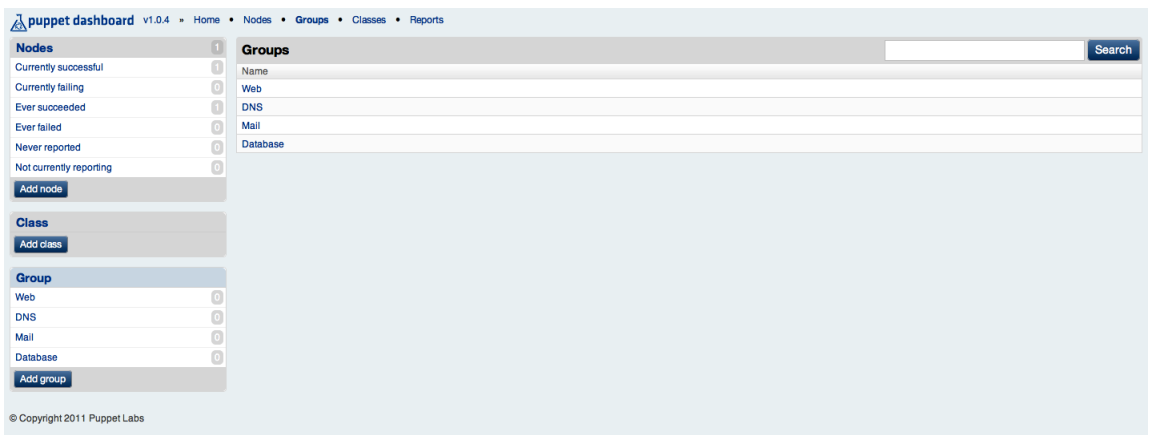 puppet dashboard v1.0.4 » Home • Nodes • Groups • Classes • Reports
Nodes 1
Currently successful 1
Currently failing 0
Ever succeeded 1
Ever failed 0
Never reported 0
Not currently reporting 0
Add node
Class
Add class
Group
Web 0
DNS 0
Mail 0
Database 0
Add group
Groups Search
Name
Web
DNS
Mail
Database
© Copyright 2011 Puppet Labs